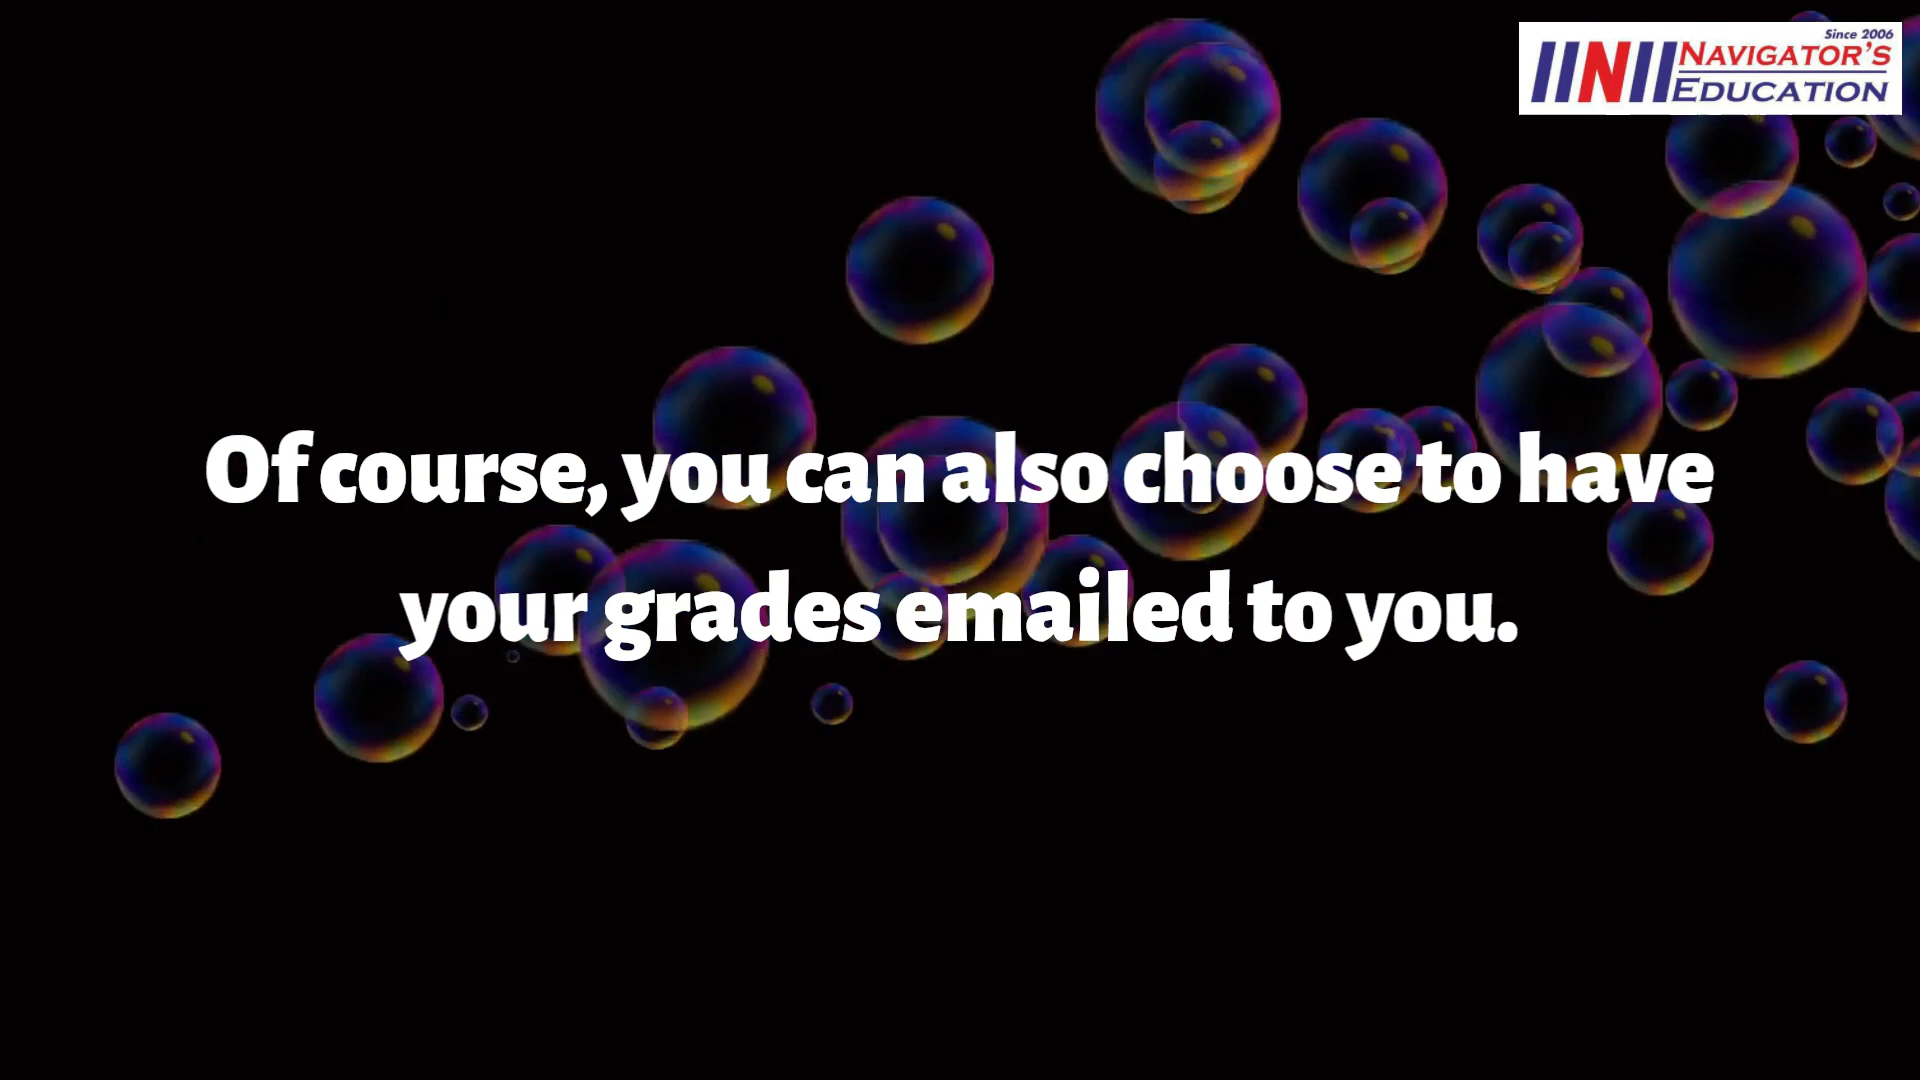 Since 2006
NAVIGATOR'S
EDUCATION
Of course, you can also choose to have
your grades emailed to you.